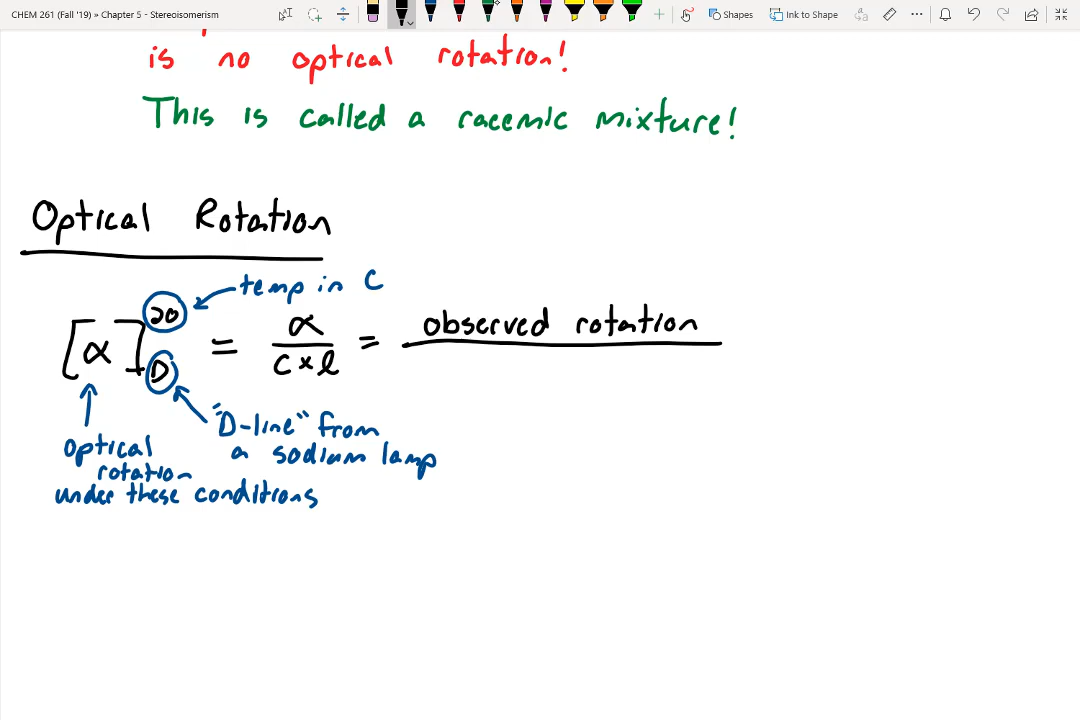 CHEM 261 (Fall '19) » Chapter 5 - Stereoisomerism
Shapes
Ink to Shape
is no optical rotation!
This is called a racemic mixture!
Optical Rotation
temp in C
[α]20D = α / c × l = observed rotation
"D-line" from
a sodium lamp
optical
rotation
under these conditions